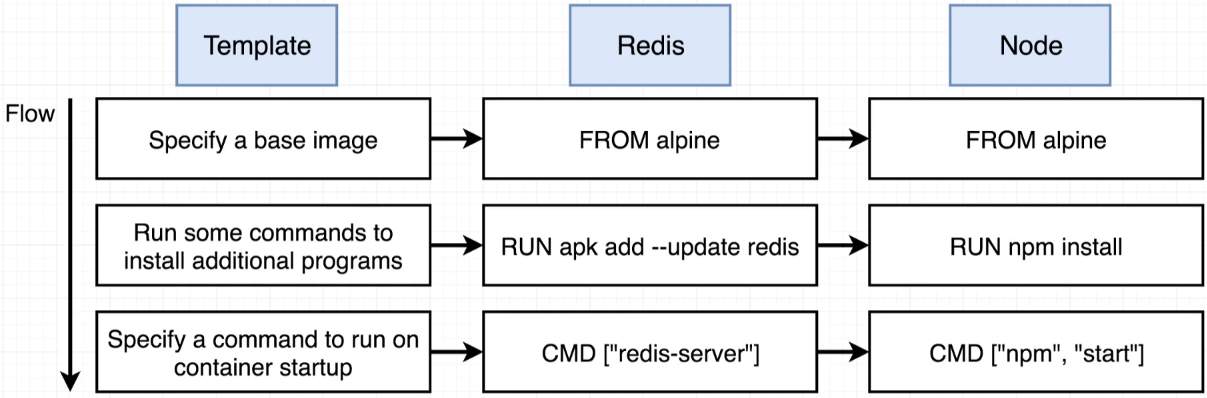 Template
Redis
Node
Flow
Specify a base image
FROM alpine
FROM alpine
Run some commands to
install additional programs
RUN apk add --update redis
RUN npm install
Specify a command to run on
container startup
CMD ["redis-server"]
CMD ["npm", "start"]